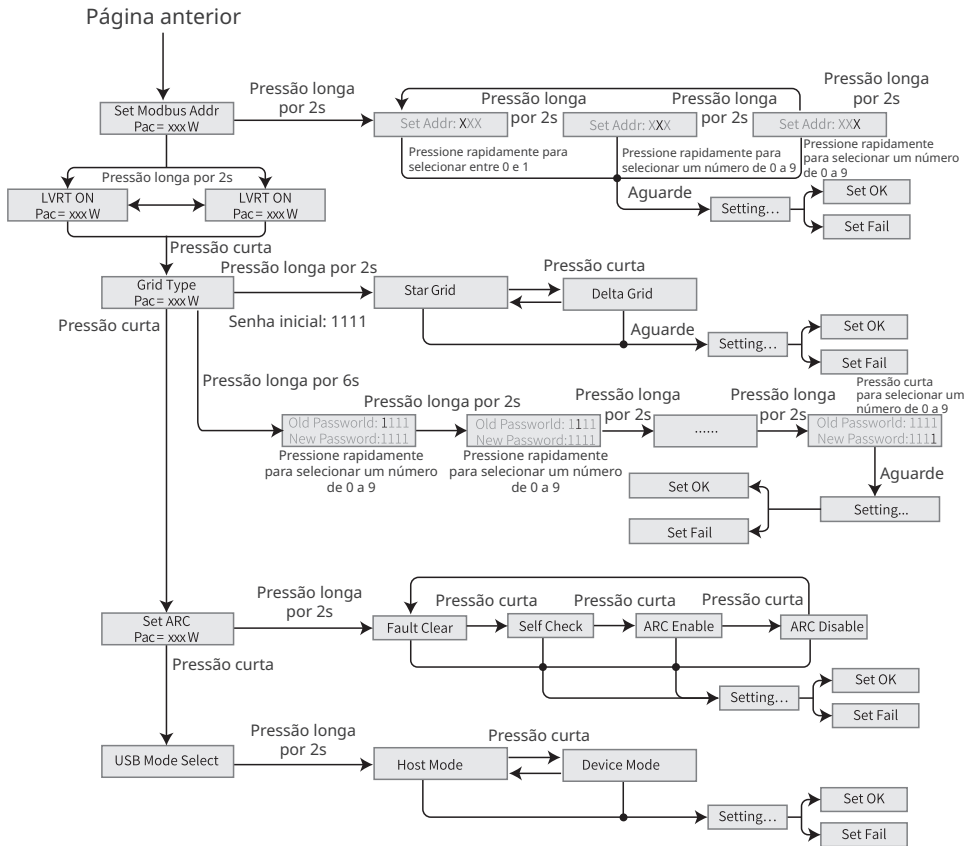 Página anterior
Set Modbus Addr
Pac = xxx W
Pressão longa
por 2s
Set Addr: XXX
Pressão longa
por 2s
Set Addr: XXX
Pressão longa
por 2s
Set Addr: XXX
Pressão longa
por 2s
Pressione rapidamente para
selecionar entre 0 e 1
Pressione rapidamente para
selecionar um número de 0 a 9
Pressione rapidamente
para selecionar um número
de 0 a 9
Aguarde
Setting...
Set OK
Set Fail
Pressão longa por 2s
LVRT ON
Pac = xxx W
LVRT ON
Pac = xxx W
Pressão curta
Grid Type
Pac = xxx W
Pressão longa por 2s
Senha inicial: 1111
Star Grid
Pressão curta
Delta Grid
Aguarde
Setting...
Set OK
Set Fail
Pressão curta
Pressão longa por 6s
Old Passworld: 1111
New Password:1111
Pressione rapidamente
para selecionar um número
de 0 a 9
Pressão longa por 2s
Old Passworld: 1111
New Password:1111
Pressione rapidamente
para selecionar um número
de 0 a 9
Pressão longa
por 2s
......
Pressão longa
por 2s
Pressão curta
para selecionar um
número de 0 a 9
Old Passworld: 1111
New Password:1111
Aguarde
Setting...
Set OK
Set Fail
Set ARC
Pac = xxx W
Pressão longa
por 2s
Fault Clear
Pressão curta
Self Check
Pressão curta
ARC Enable
Pressão curta
ARC Disable
Setting...
Set OK
Set Fail
Pressão curta
USB Mode Select
Pressão longa
por 2s
Host Mode
Pressão curta
Device Mode
Setting...
Set OK
Set Fail